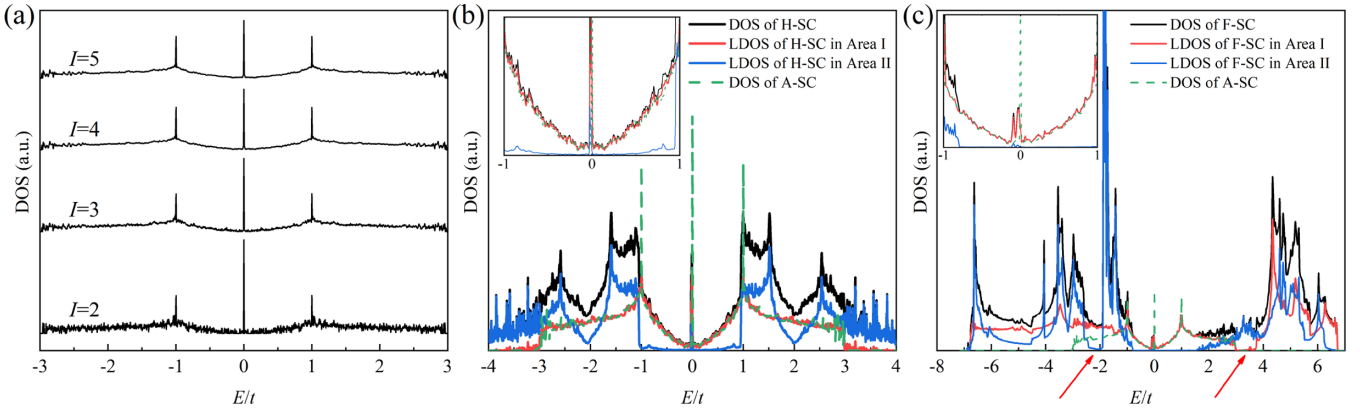 (a)
I=5
I=4
I=3
I=2
DOS (a.u.)
-3 -2 -1 0 1 2 3
E/t
(b)
DOS of H-SC
LDOS of H-SC in Area I
LDOS of H-SC in Area II
DOS of A-SC
-1 0 1
DOS (a.u.)
-4 -3 -2 -1 0 1 2 3 4
E/t
(c)
DOS of F-SC
LDOS of F-SC in Area I
LDOS of F-SC in Area II
DOS of A-SC
-1 0 1
DOS (a.u.)
-8 -6 -4 -2 0 2 4 6
E/t